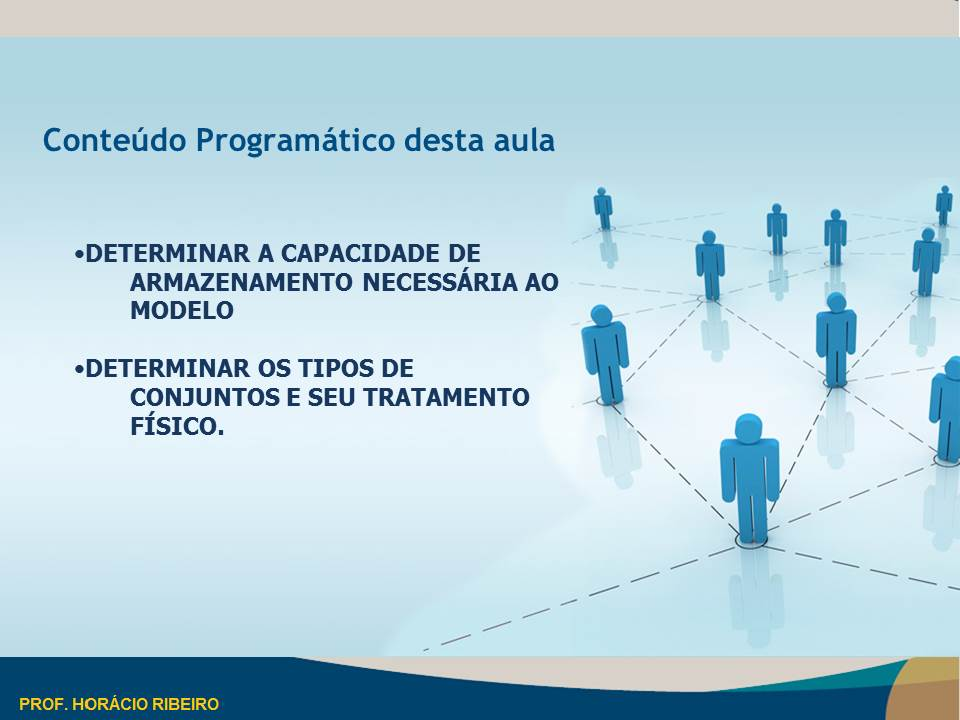 Conteúdo Programático desta aula
•DETERMINAR A CAPACIDADE DE
ARMAZENAMENTO NECESSÁRIA AO
MODELO
•DETERMINAR OS TIPOS DE
CONJUNTOS E SEU TRATAMENTO
FÍSICO.
PROF. HORÁCIO RIBEIRO